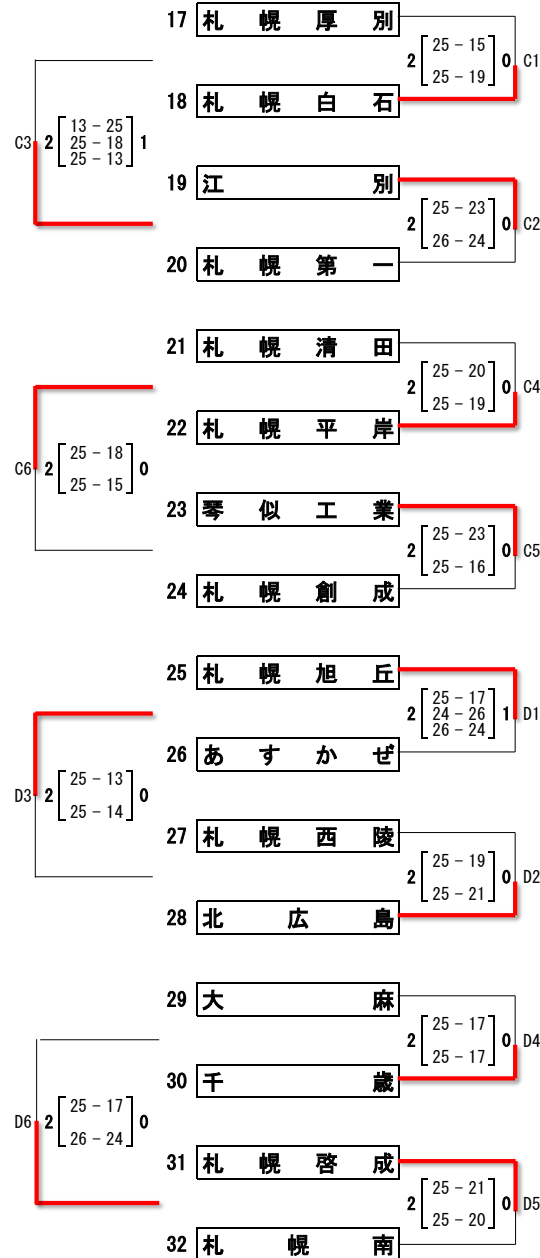 17 札幌厚別
2 25 − 15 0 C1
25 − 19
18 札幌白石
C3 2 13 − 25 1
25 − 18
25 − 13
19 江別
2 25 − 23 0 C2
26 − 24
20 札幌第一
21 札幌清田
2 25 − 20 0 C4
25 − 19
22 札幌平岸
C6 2 25 − 18 0
25 − 15
23 琴似工業
2 25 − 23 0 C5
25 − 16
24 札幌創成
25 札幌旭丘
2 25 − 17 1 D1
24 − 26
26 − 24
26 あすかぜ
D3 2 25 − 13 0
25 − 14
27 札幌西陵
2 25 − 19 0 D2
25 − 21
28 北広島
29 大麻
2 25 − 17 0 D4
25 − 17
30 千歳
D6 2 25 − 17 0
26 − 24
31 札幌啓成
2 25 − 21 0 D5
25 − 20
32 札幌南